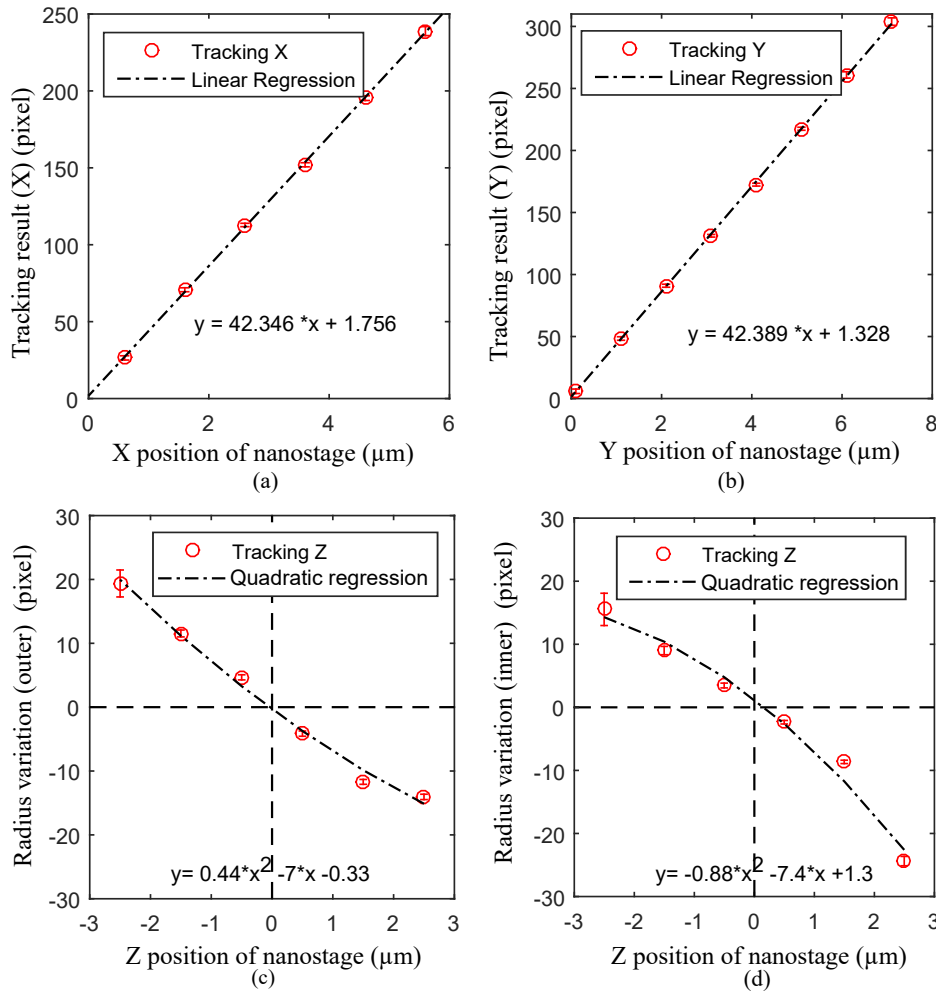 Tracking X
Linear Regression
y = 42.346 *x + 1.756
Tracking result (X) (pixel)
250
200
150
100
50
0
0 2 4 6
X position of nanostage (µm)
(a)
Tracking Y
Linear Regression
y = 42.389 *x + 1.328
Tracking result (Y) (pixel)
300
250
200
150
100
50
0
0 2 4 6 8
Y position of nanostage (µm)
(b)
Tracking Z
Quadratic regression
y= 0.44*x2 -7*x -0.33
Radius variation (outer) (pixel)
30
20
10
0
-10
-20
-30
-3 -2 -1 0 1 2 3
Z position of nanostage (µm)
(c)
Tracking Z
Quadratic regression
y= -0.88*x2 -7.4*x +1.3
Radius variation (inner) (pixel)
30
20
10
0
-10
-20
-30
-3 -2 -1 0 1 2 3
Z position of nanostage (µm)
(d)